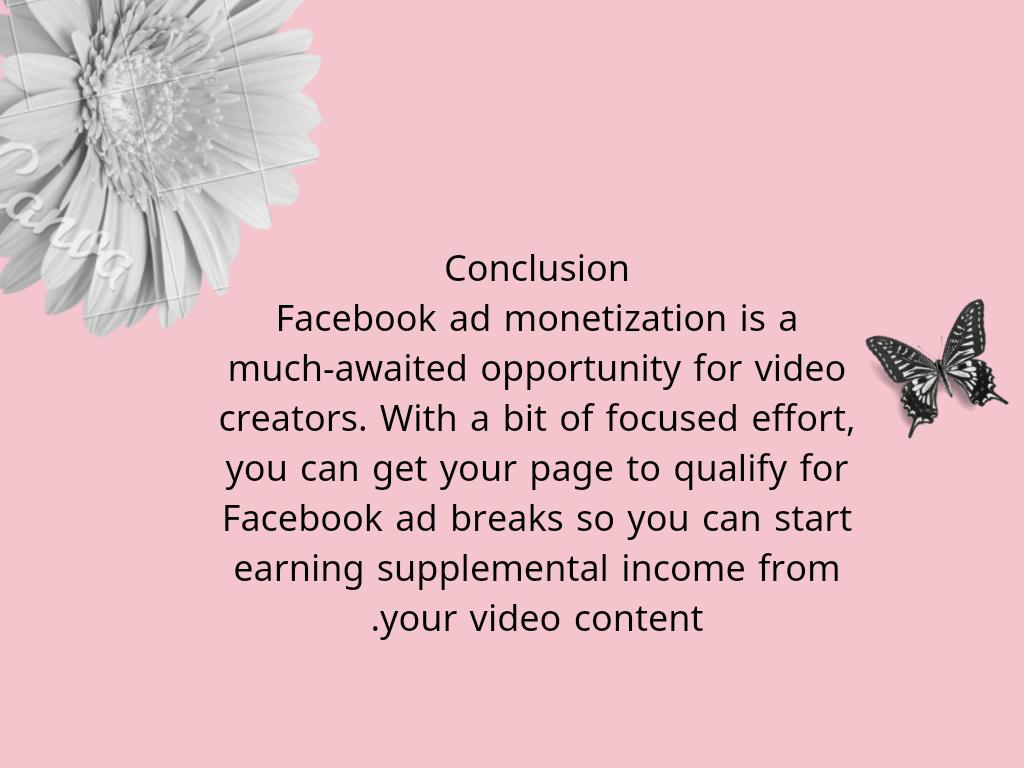 Canva
Conclusion
Facebook ad monetization is a
much-awaited opportunity for video
creators. With a bit of focused effort,
you can get your page to qualify for
Facebook ad breaks so you can start
earning supplemental income from
.your video content